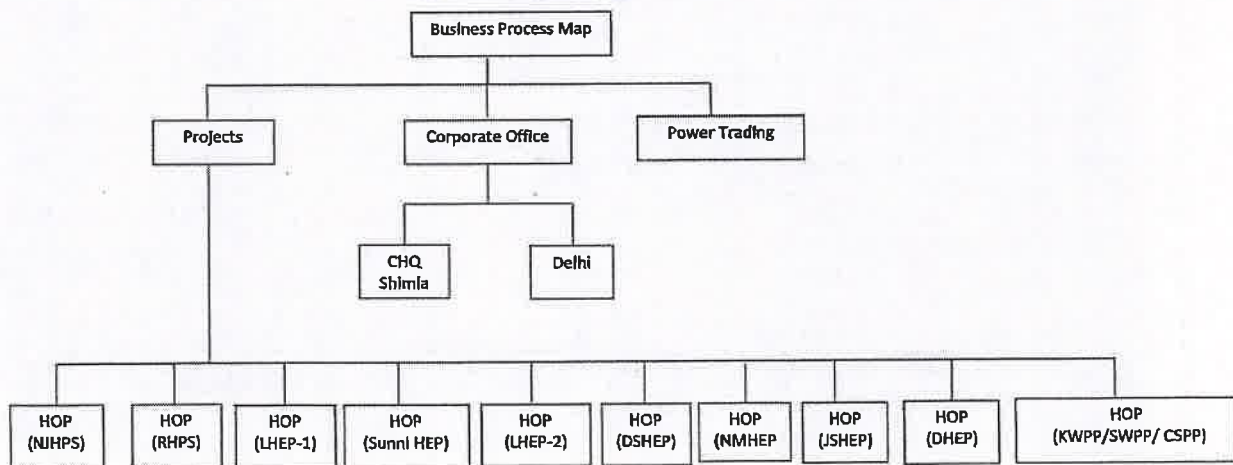 Business Process Map
Projects
Corporate Office
Power Trading
CHQ
Shimla
Delhi
HOP
(NJHPS)
HOP
(RHPS)
HOP
(LHEP-1)
HOP
(Sunni HEP)
HOP
(LHEP-2)
HOP
(DSHEP)
HOP
(NMHEP
HOP
(JSHEP)
HOP
(DHEP)
HOP
(KWPP/SWPP/ CSPP)